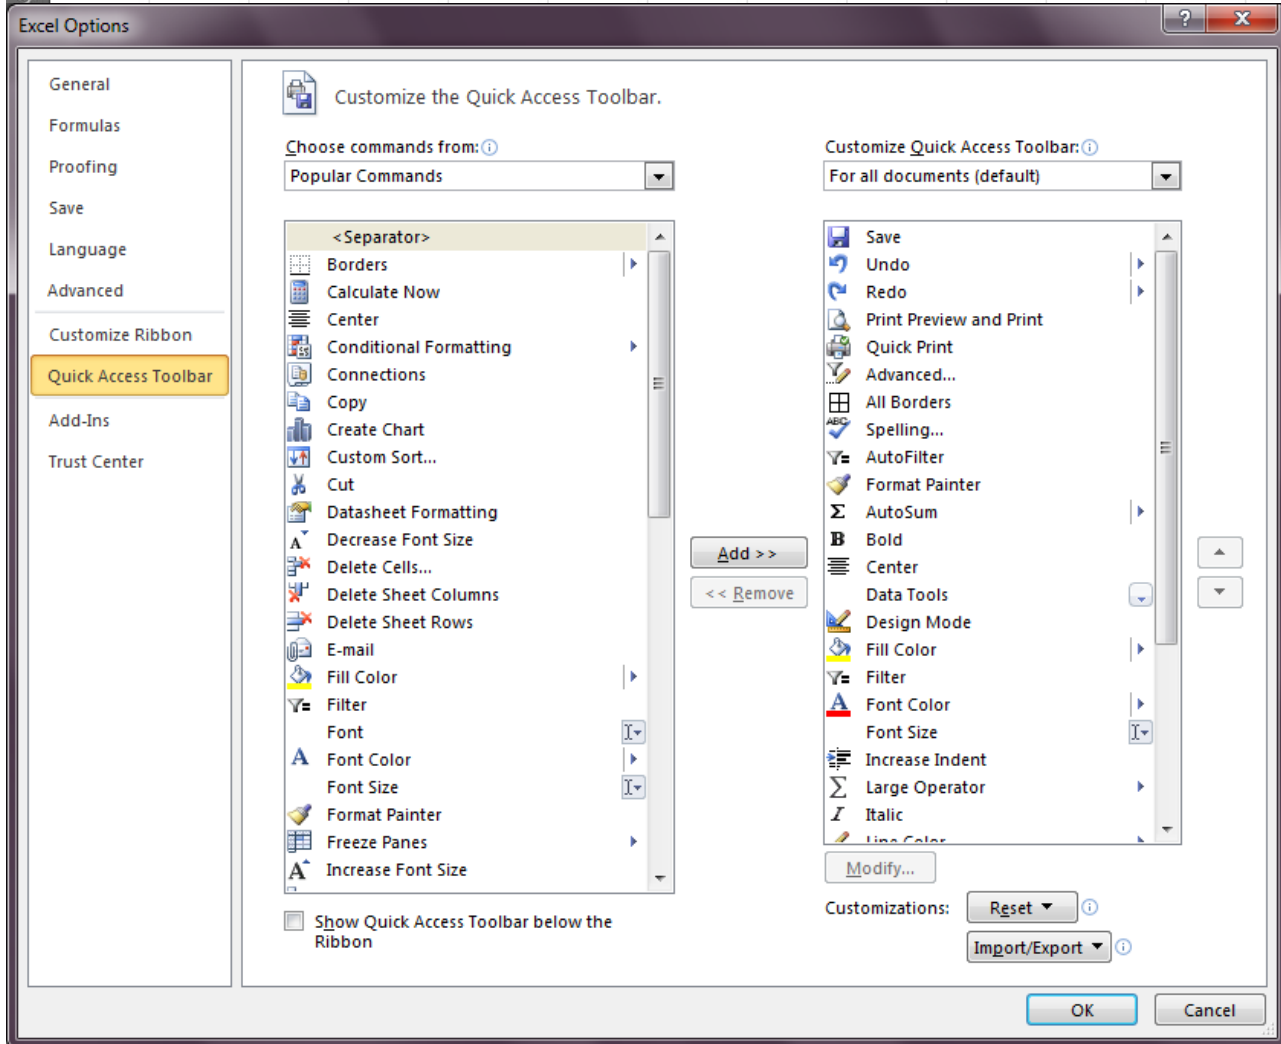 Excel Options
General
Formulas
Proofing
Save
Language
Advanced
Customize Ribbon
Quick Access Toolbar
Add-Ins
Trust Center
Customize the Quick Access Toolbar.
Choose commands from:
Popular Commands
<Separator>
Borders
Calculate Now
Center
Conditional Formatting
Connections
Copy
Create Chart
Custom Sort...
Cut
Datasheet Formatting
Decrease Font Size
Delete Cells...
Delete Sheet Columns
Delete Sheet Rows
E-mail
Fill Color
Filter
Font
Font Color
Font Size
Format Painter
Freeze Panes
Increase Font Size
Show Quick Access Toolbar below the
Ribbon
Add >>
<< Remove
Customize Quick Access Toolbar:
For all documents (default)
Save
Undo
Redo
Print Preview and Print
Quick Print
Advanced...
All Borders
Spelling...
AutoFilter
Format Painter
AutoSum
Bold
Center
Data Tools
Design Mode
Fill Color
Filter
Font Color
Font Size
Increase Indent
Large Operator
Italic
Line Color
Modify...
Customizations:
Reset
Import/Export
OK
Cancel